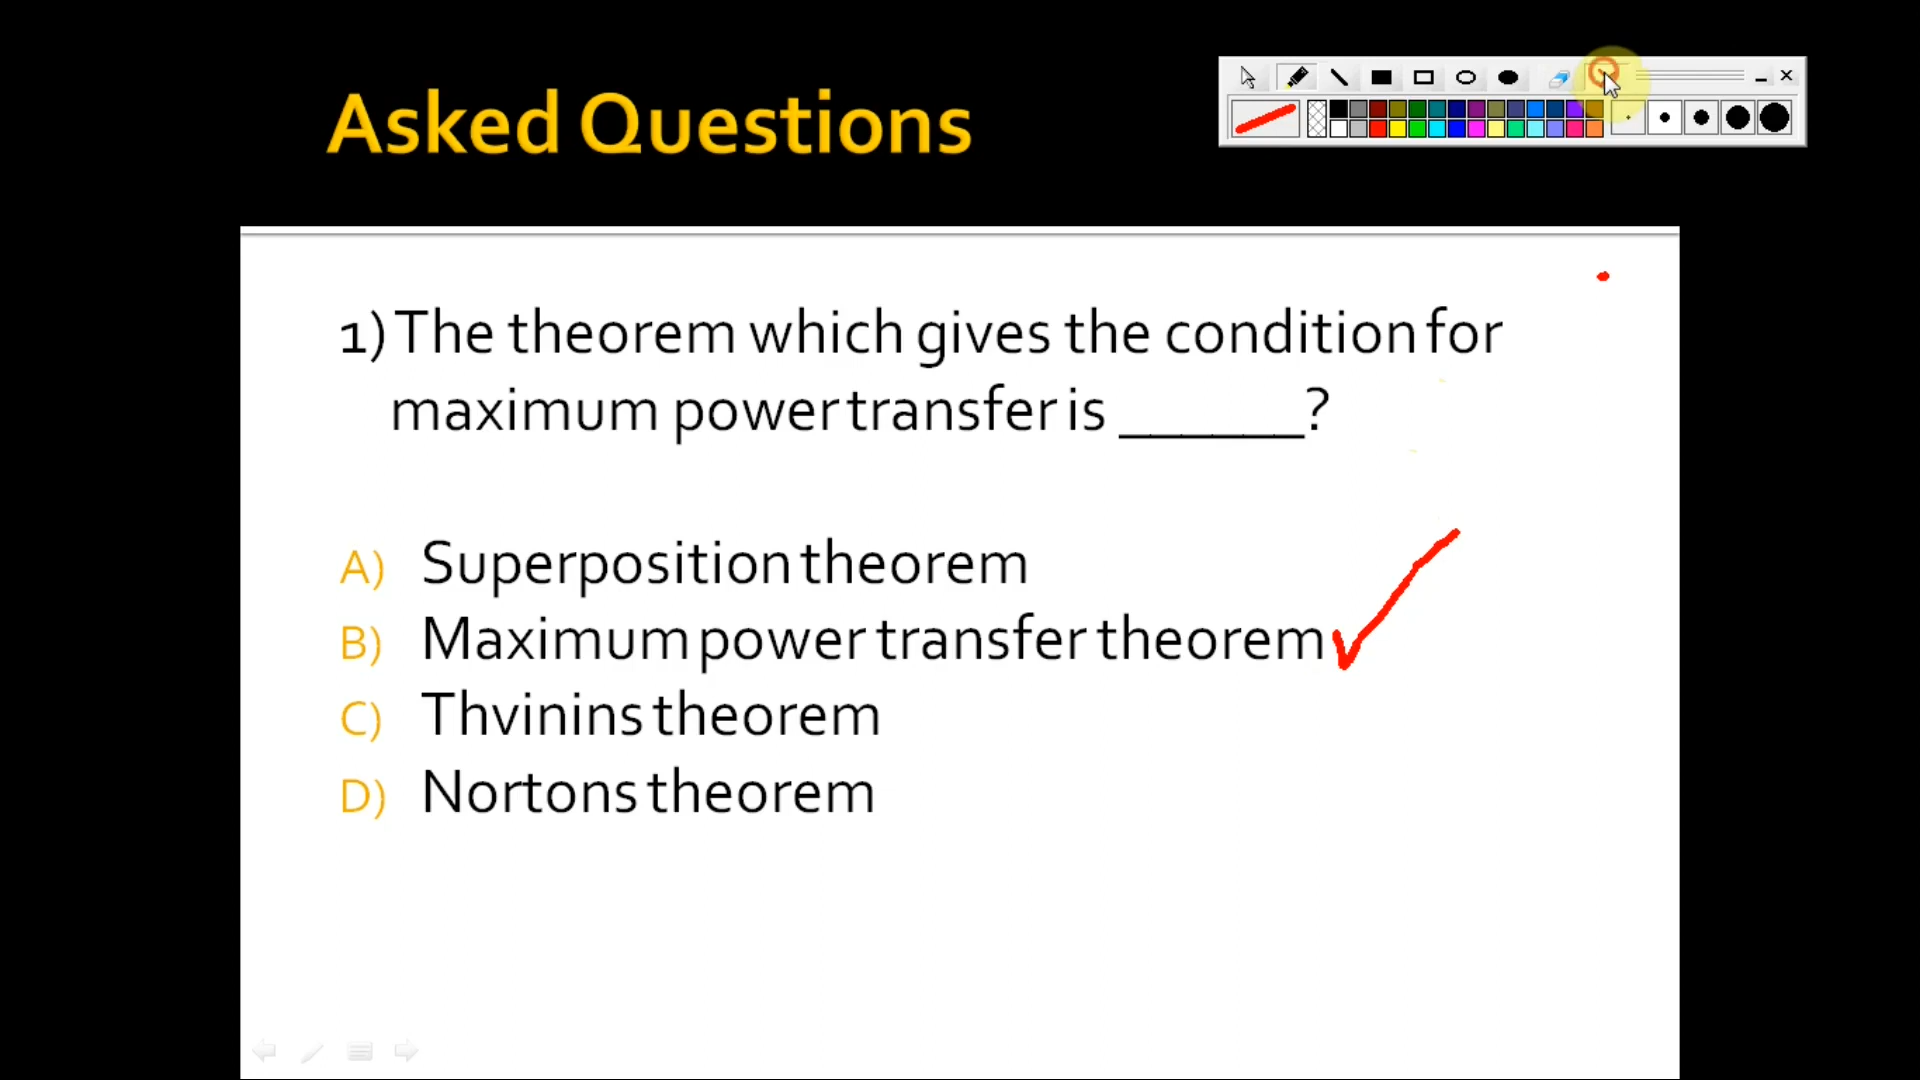 Asked Questions
1) The theorem which gives the condition for
maximum power transfer is ______?
A) Superposition theorem
B) Maximum power transfer theorem
C) Thvinins theorem
D) Nortons theorem